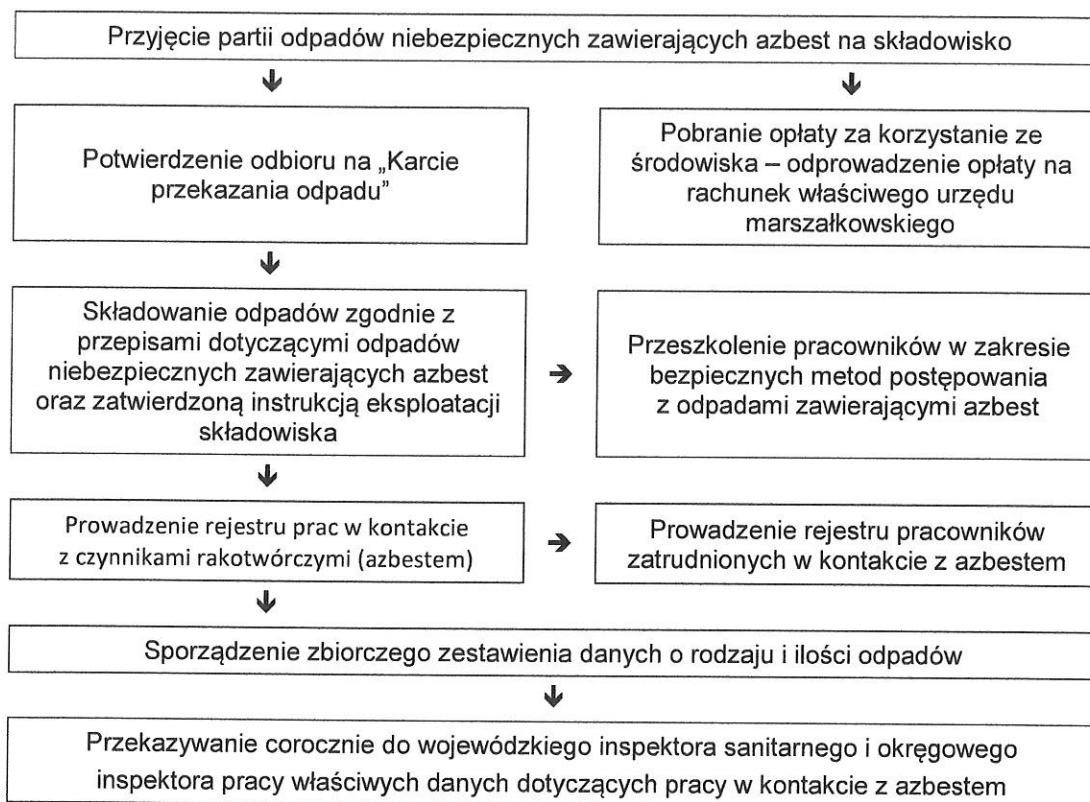 Przyjęcie partii odpadów niebezpiecznych zawierających azbest na składowisko
Potwierdzenie odbioru na „Karcie
przekazania odpadu”
Pobranie opłaty za korzystanie ze
środowiska – odprowadzenie opłaty na
rachunek właściwego urzędu
marszałkowskiego
Składowanie odpadów zgodnie z
przepisami dotyczącymi odpadów
niebezpiecznych zawierających azbest
oraz zatwierdzoną instrukcją eksploatacji
składowiska
Przeszkolenie pracowników w zakresie
bezpiecznych metod postępowania
z odpadami zawierającymi azbest
Prowadzenie rejestru prac w kontakcie
z czynnikami rakotwórczymi (azbestem)
Prowadzenie rejestru pracowników
zatrudnionych w kontakcie z azbestem
Sporządzenie zbiorczego zestawienia danych o rodzaju i ilości odpadów
Przekazywanie corocznie do wojewódzkiego inspektora sanitarnego i okręgowego
inspektora pracy właściwych danych dotyczących pracy w kontakcie z azbestem